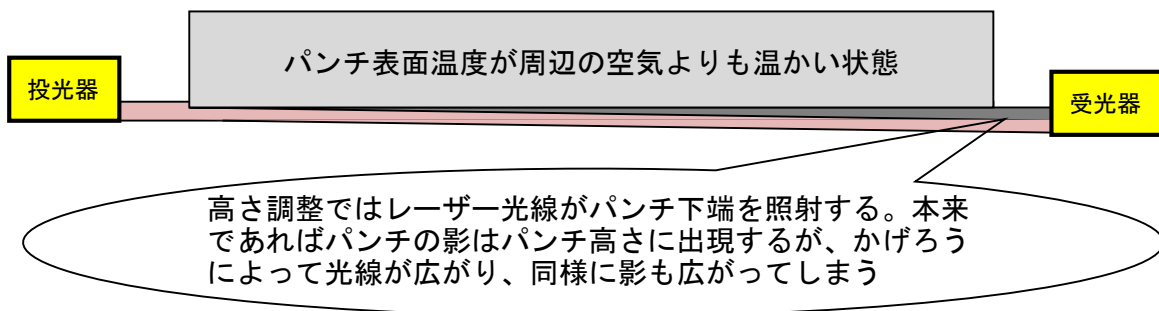 パンチ表面温度が周辺の空気よりも温かい状態
投光器
受光器
高さ調整ではレーザー光線がパンチ下端を照射する。本来
であればパンチの影はパンチ高さに出現するが、かげろう
によって光線が広がり、同様に影も広がってしまう